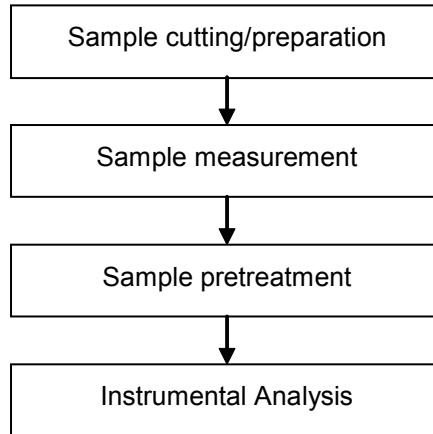 Sample cutting/preparation
Sample measurement
Sample pretreatment
Instrumental Analysis